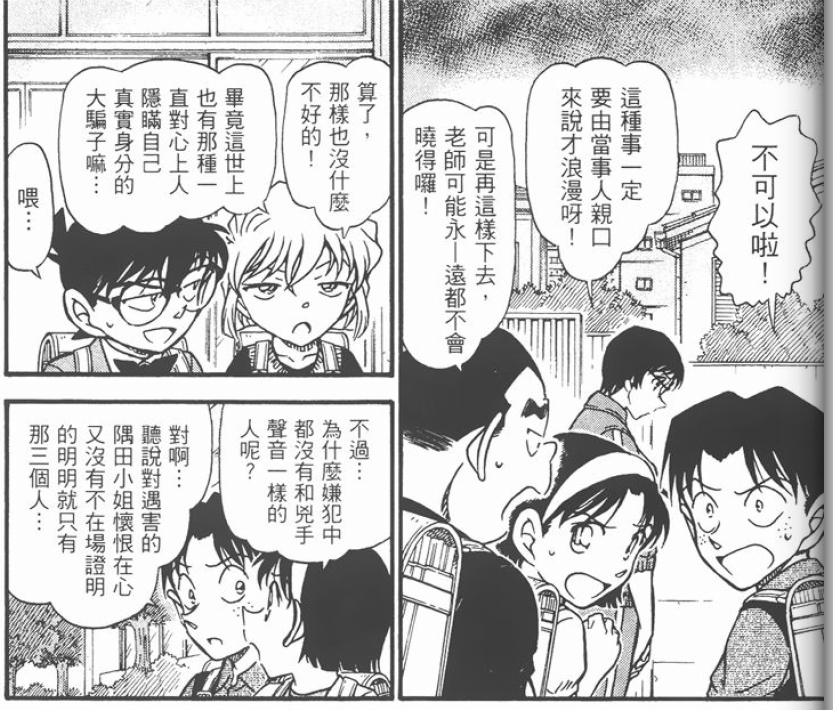 不可以啦！
這種事一定
要由當事人親口
來說才浪漫呀！
可是再這樣下去，
老師可能永—遠都不會
曉得囉！
算了，
那樣也沒什麼
不好的！
畢竟這世上
也有那種一
直對心上人
隱瞞自己
真實身分的
大騙子嘛…
喂…
不過…
為什麼嫌犯中
都沒有和兇手
聲音一樣的
人呢？
對啊…
聽說對遇害的
隅田小姐懷恨在心
又沒有不在場證明
的明明就只有
那三個人…